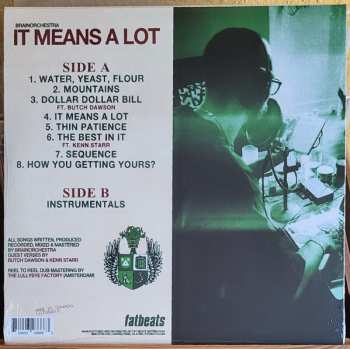 BRAINORCHESTRA
IT MEANS A LOT
SIDE A
1. WATER, YEAST, FLOUR
2. MOUNTAINS
3. DOLLAR DOLLAR BILL
FT. BUTCH DAWSON
4. IT MEANS A LOT
5. THIN PATIENCE
6. THE BEST IN IT
FT. KENN STARR
7. SEQUENCE
8. HOW YOU GETTING YOURS?
SIDE B
INSTRUMENTALS
ALL SONGS WRITTEN, PRODUCED
RECORDED, MIXED & MASTERED
BY BRAINORCHESTRA
GUEST VERSES BY
BUTCH DAWSON & KENN STARR
REEL TO REEL DUB MASTERING BY
THE LULL PSYE FACTORY (AMSTERDAM)
fatbeats